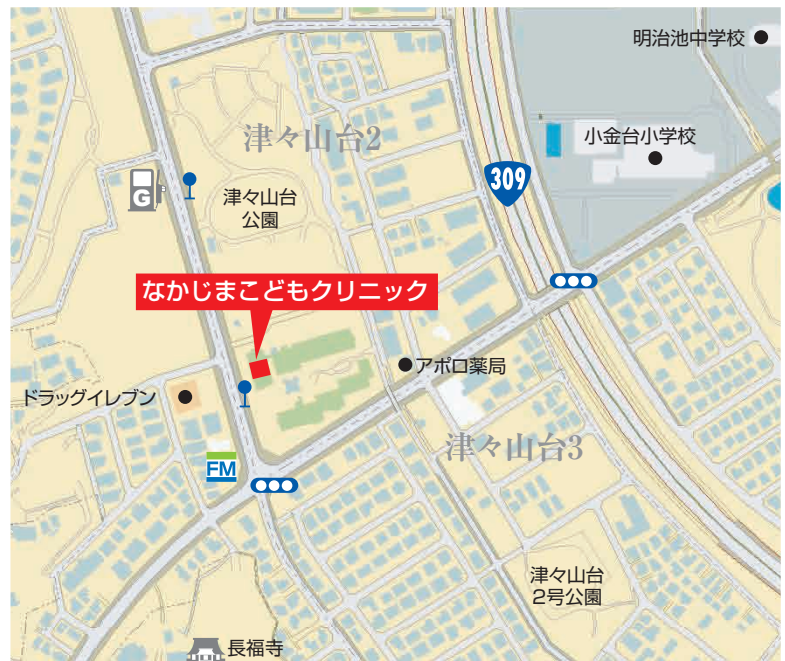 明治池中学校
津々山台2
小金台小学校
309
G
津々山台
公園
なかじまこどもクリニック
アポロ薬局
ドラッグイレブン
津々山台3
FM
津々山台
2号公園
長福寺